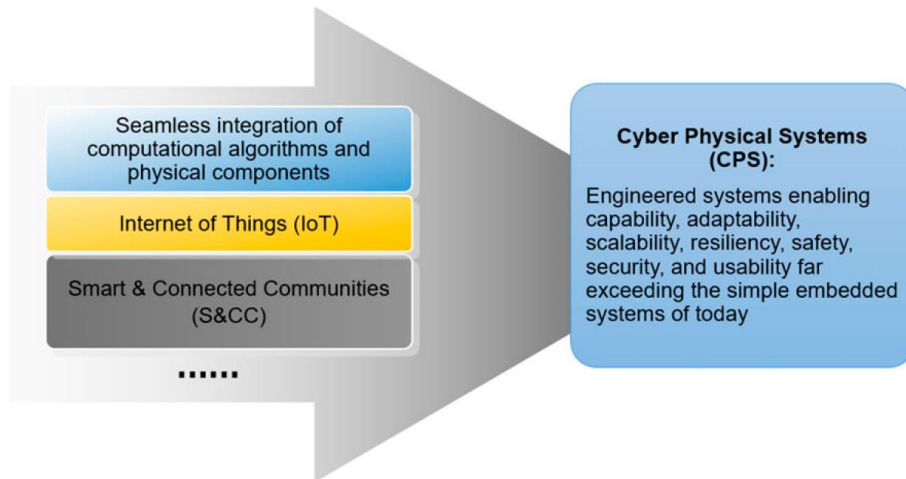 Seamless integration of
computational algorithms and
physical components
Internet of Things (IoT)
Smart & Connected Communities
(S&CC)
......
Cyber Physical Systems
(CPS):
Engineered systems enabling
capability, adaptability,
scalability, resiliency, safety,
security, and usability far
exceeding the simple embedded
systems of today